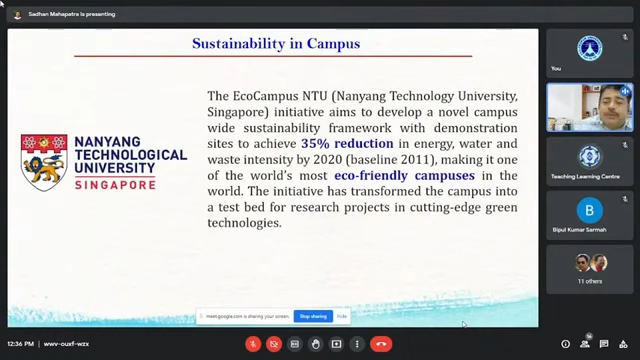 Sadhan Mahapatra is presenting
Sustainability in Campus
NANYANG
TECHNOLOGICAL
UNIVERSITY
SINGAPORE
The EcoCampus NTU (Nanyang Technology University,
Singapore) initiative aims to develop a novel campus
wide sustainability framework with demonstration
sites to achieve 35% reduction in energy, water and
waste intensity by 2020 (baseline 2011), making it one
of the world's most eco-friendly campuses in the
world. The initiative has transformed the campus into
a test bed for research projects in cutting-edge green
technologies.
You
Teaching Learning Centre
B
Bipul Kumar Sarmah
11 others
meet.google.com is sharing your screen.
Stop sharing
Hide
12:36 PM
wwv-ouxf-wzx